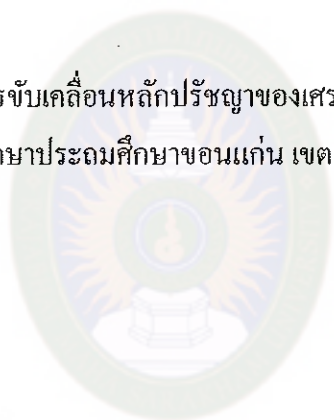 รขับเคลื่อนหลักปรัชญาของเศร
กษาประถมศึกษาขอนแก่น เขต